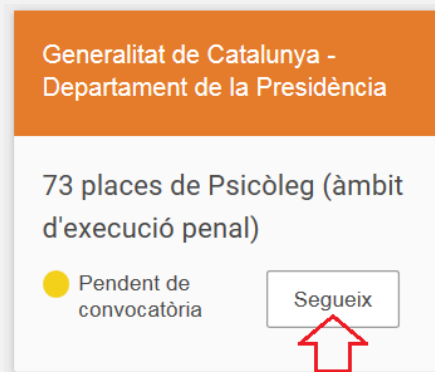 Generalitat de Catalunya -
Departament de la Presidència
73 places de Psicòleg (àmbit
d'execució penal)
Pendent de
convocatòria
Segueix